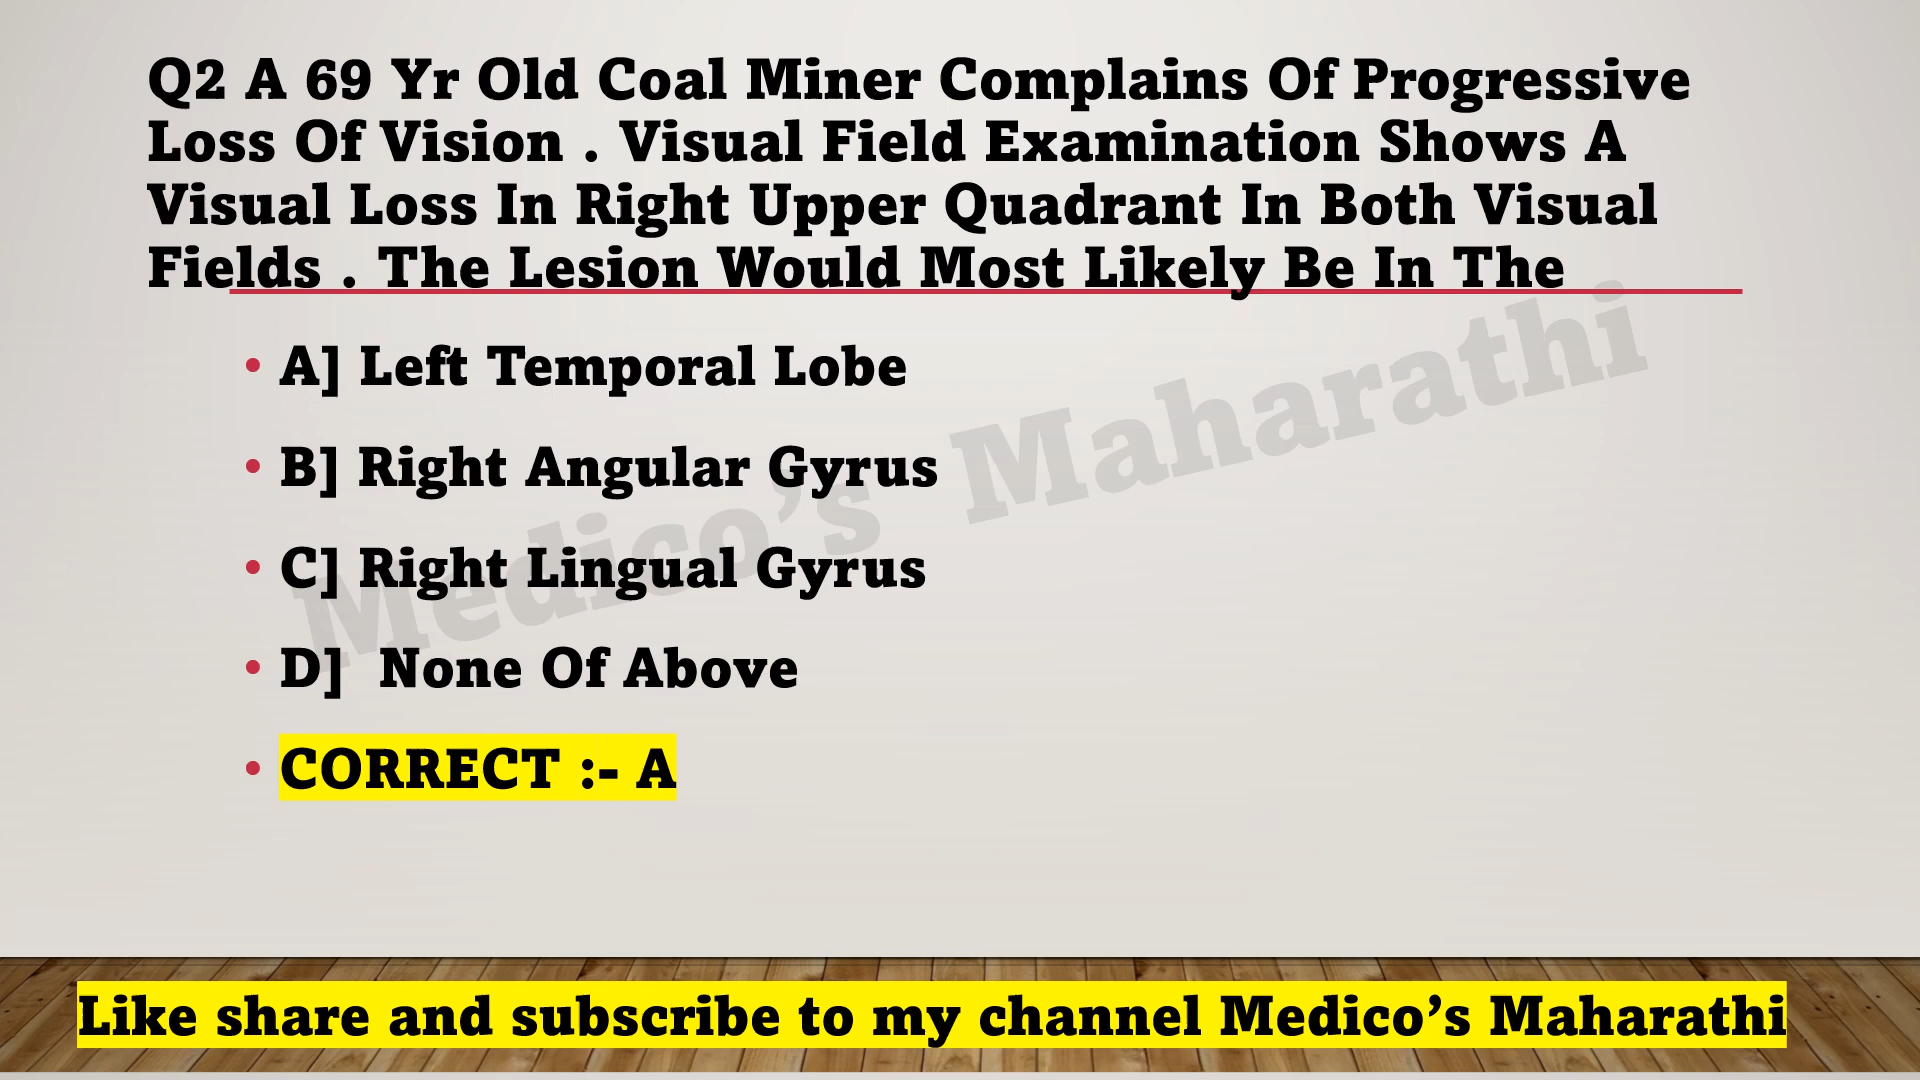 Q2 A 69 Yr Old Coal Miner Complains Of Progressive
Loss Of Vision . Visual Field Examination Shows A
Visual Loss In Right Upper Quadrant In Both Visual
Fields . The Lesion Would Most Likely Be In The
• A] Left Temporal Lobe
• B] Right Angular Gyrus
• C] Right Lingual Gyrus
• D]  None Of Above
• CORRECT :- A
Medico’s Maharathi
Like share and subscribe to my channel Medico’s Maharathi